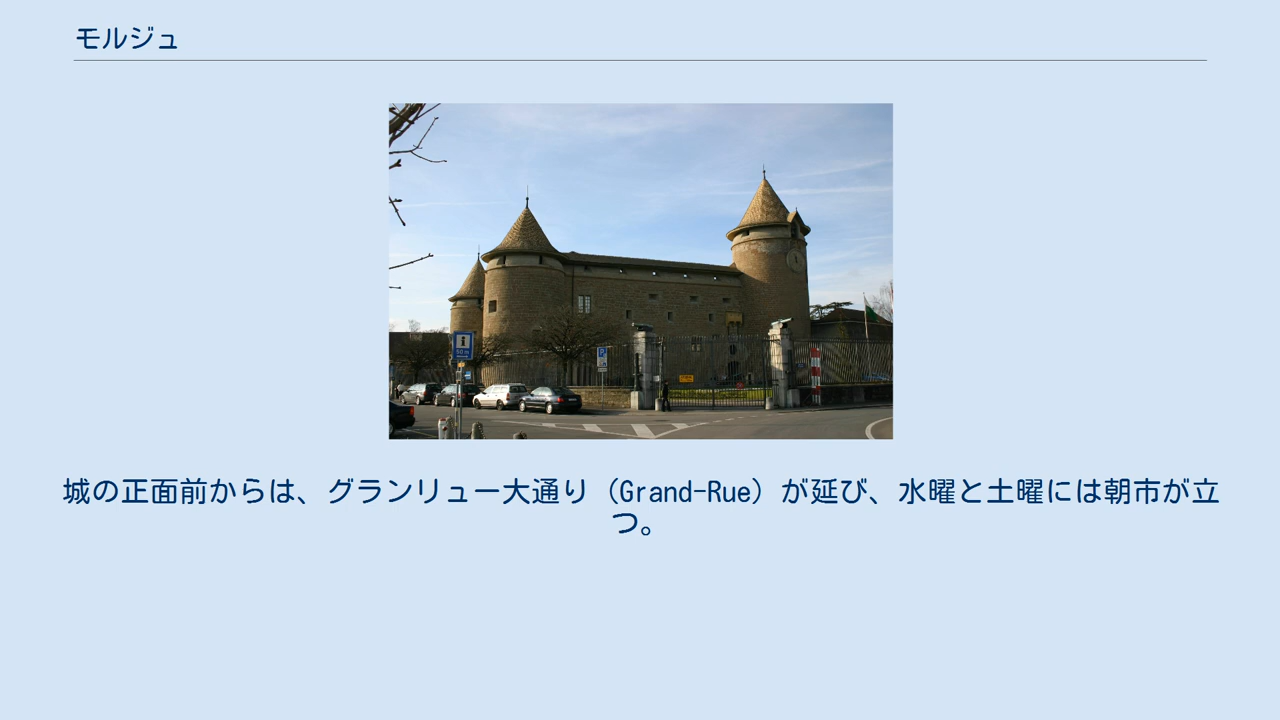 モルジュ
i
50 m
P
城の正面前からは、グランリュー大通り（Grand-Rue）が延び、水曜と土曜には朝市が立
つ。